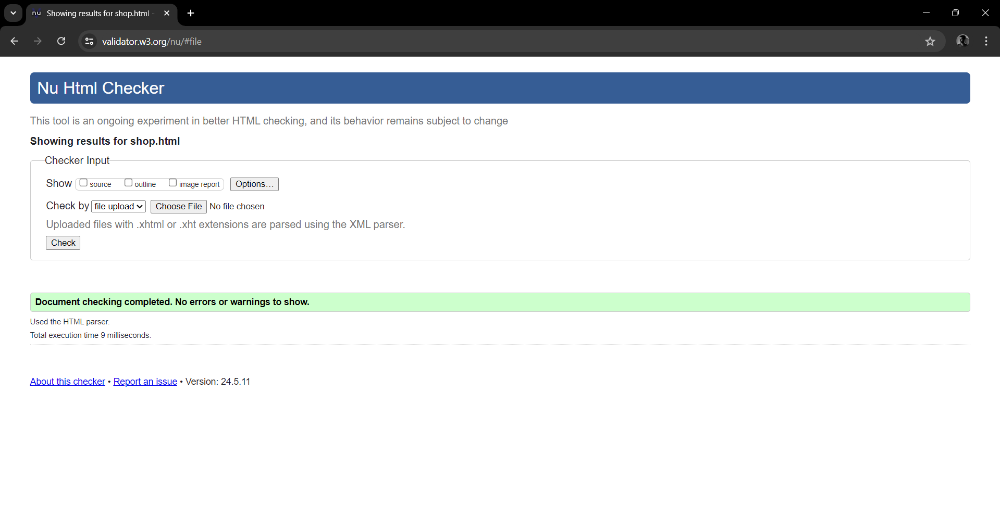 nu Showing results for shop.html -
validator.w3.org/nu/#file
Nu Html Checker
This tool is an ongoing experiment in better HTML checking, and its behavior remains subject to change
Showing results for shop.html
Checker Input
Show source outline image report Options…
Check by file upload Choose File No file chosen
Uploaded files with .xhtml or .xht extensions are parsed using the XML parser.
Check
Document checking completed. No errors or warnings to show.
Used the HTML parser.
Total execution time 9 milliseconds.
About this checker • Report an issue • Version: 24.5.11